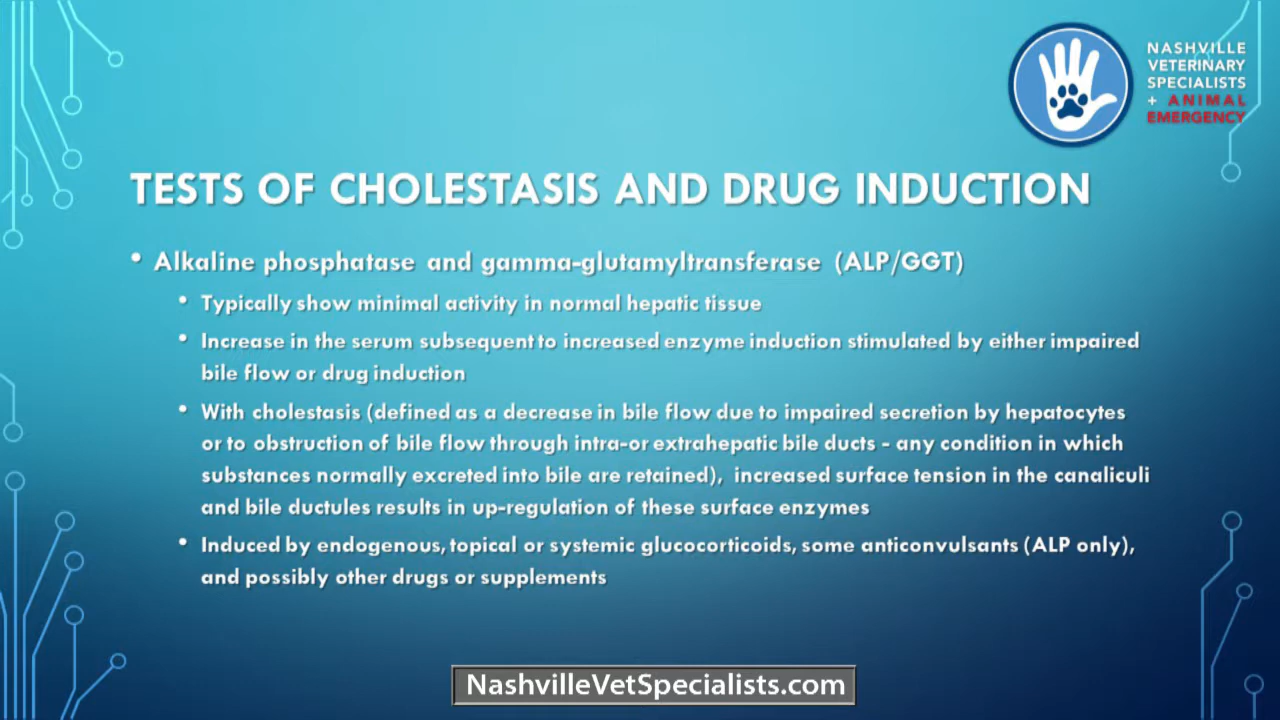 NASHVILLE
VETERINARY
SPECIALISTS
+ ANIMAL
EMERGENCY
TESTS OF CHOLESTASIS AND DRUG INDUCTION
• Alkaline phosphatase and gamma-glutamyltransferase (ALP/GGT)
• Typically show minimal activity in normal hepatic tissue
• Increase in the serum subsequent to increased enzyme induction stimulated by either impaired
bile flow or drug induction
• With cholestasis (defined as a decrease in bile flow due to impaired secretion by hepatocytes
or to obstruction of bile flow through intra-or extrahepatic bile ducts - any condition in which
substances normally excreted into bile are retained), increased surface tension in the canaliculi
and bile ductules results in up-regulation of these surface enzymes
• Induced by endogenous, topical or systemic glucocorticoids, some anticonvulsants (ALP only),
and possibly other drugs or supplements
NashvilleVetSpecialists.com